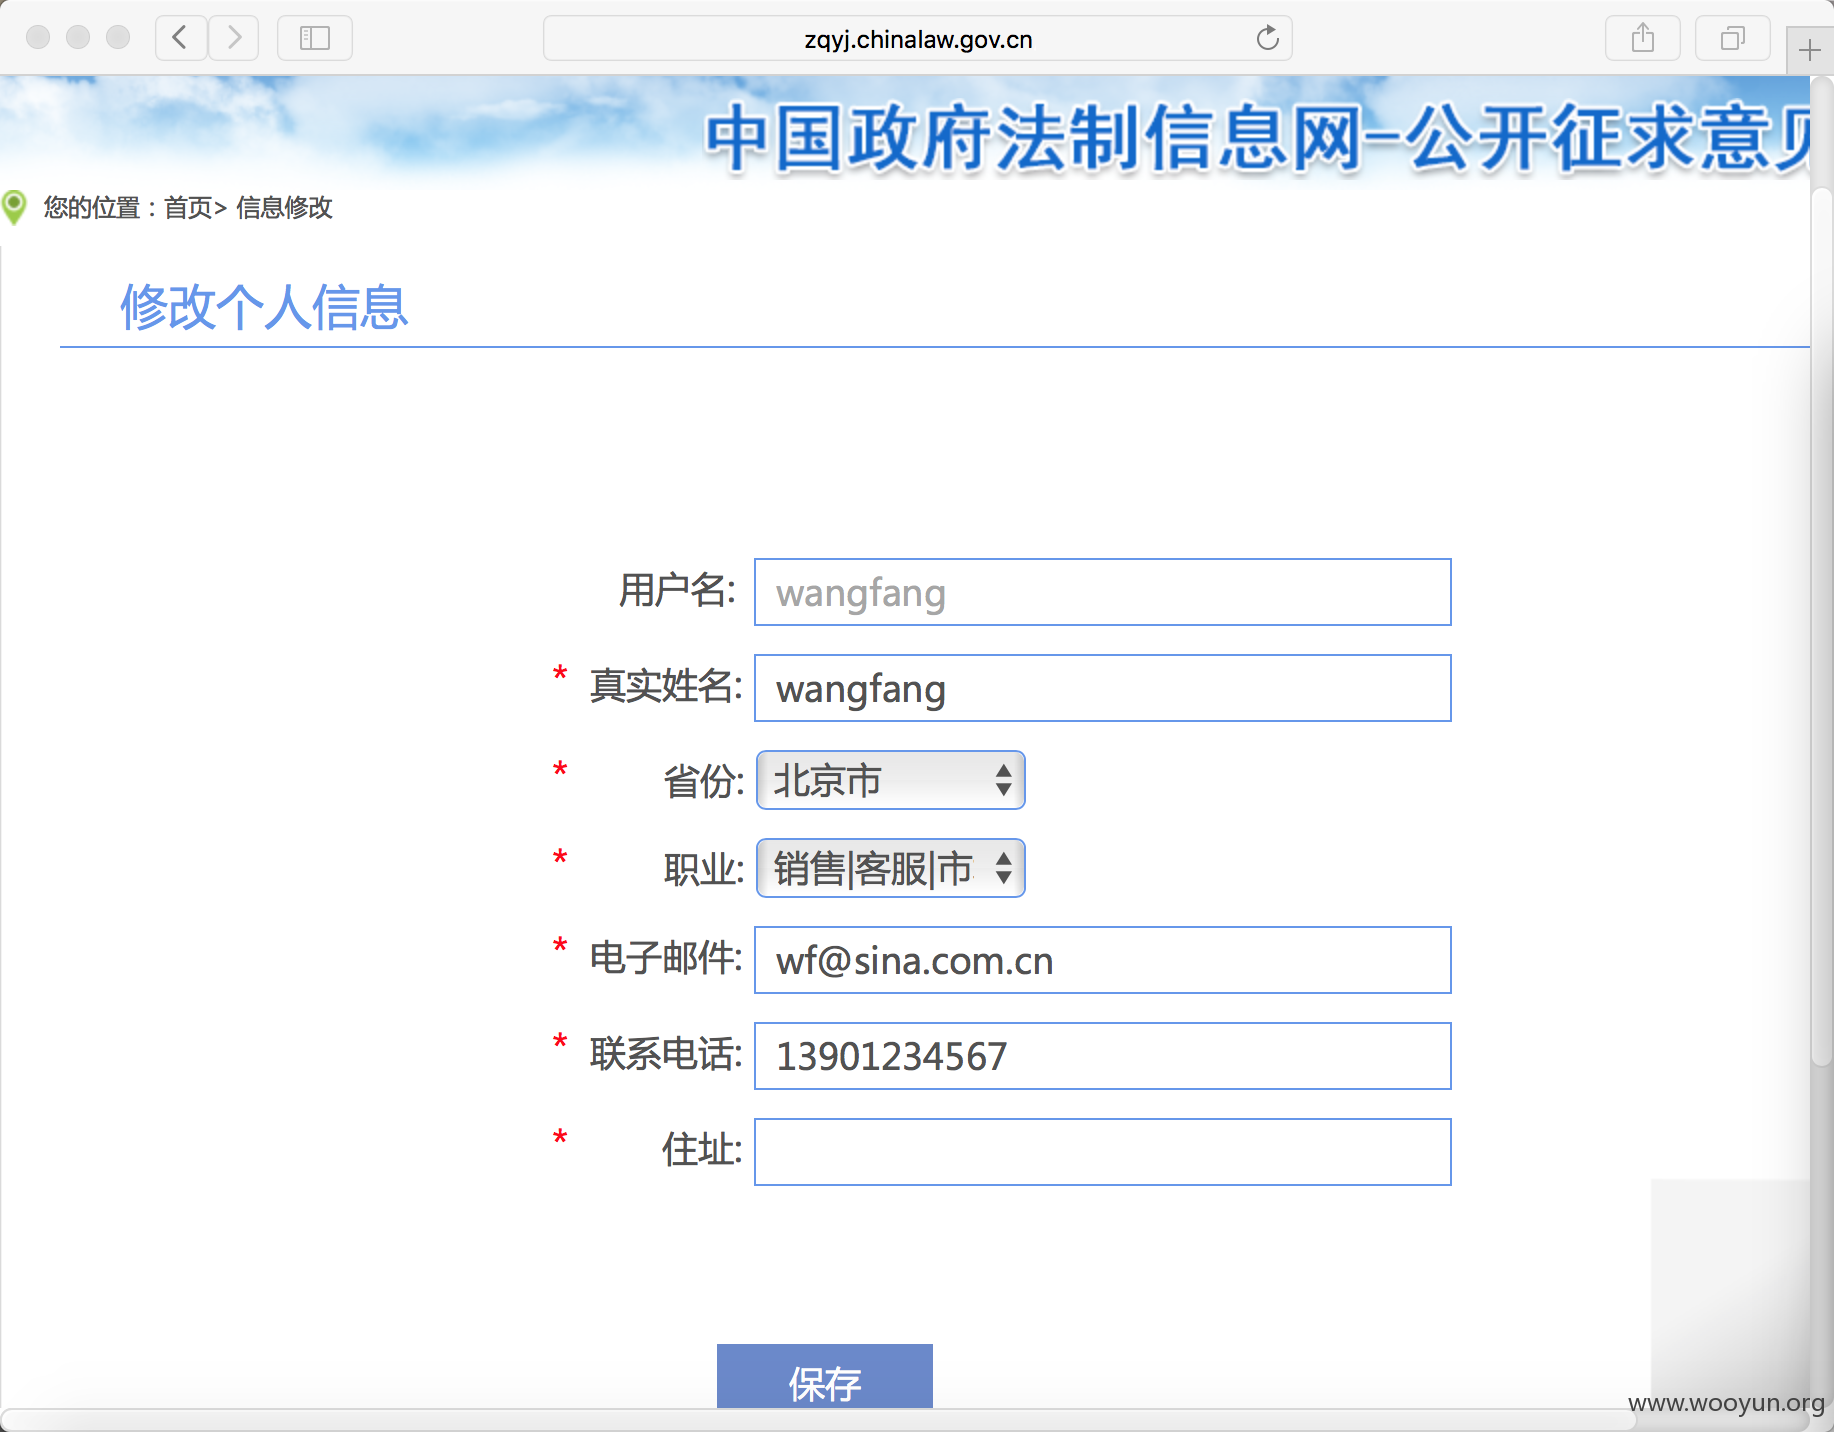 zqyj.chinalaw.gov.cn
中国政府法制信息网-公开征求意见
您的位置：首页> 信息修改
修改个人信息
用户名: wangfang
* 真实姓名: wangfang
* 省份: 北京市
* 职业: 销售|客服|市
* 电子邮件: wf@sina.com.cn
* 联系电话: 13901234567
* 住址:
保存
www.wooyun.org